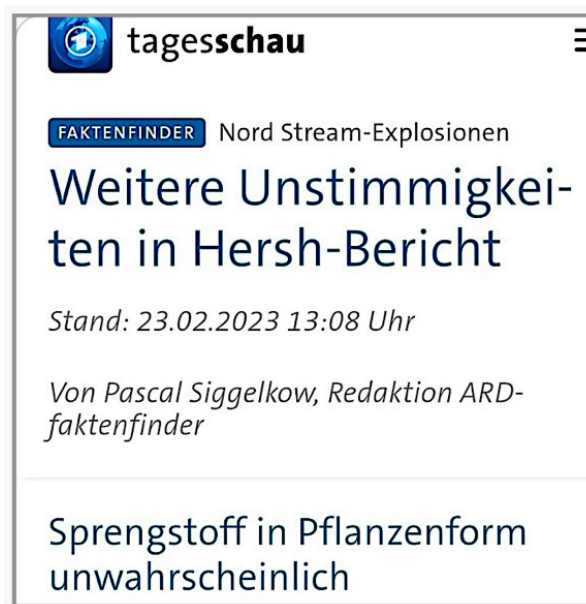 tagesschau
FAKTENFINDER Nord Stream-Explosionen
Weitere Unstimmigkei-
ten in Hersh-Bericht
Stand: 23.02.2023 13:08 Uhr
Von Pascal Siggelkow, Redaktion ARD-
faktenfinder
Sprengstoff in Pflanzenform
unwahrscheinlich